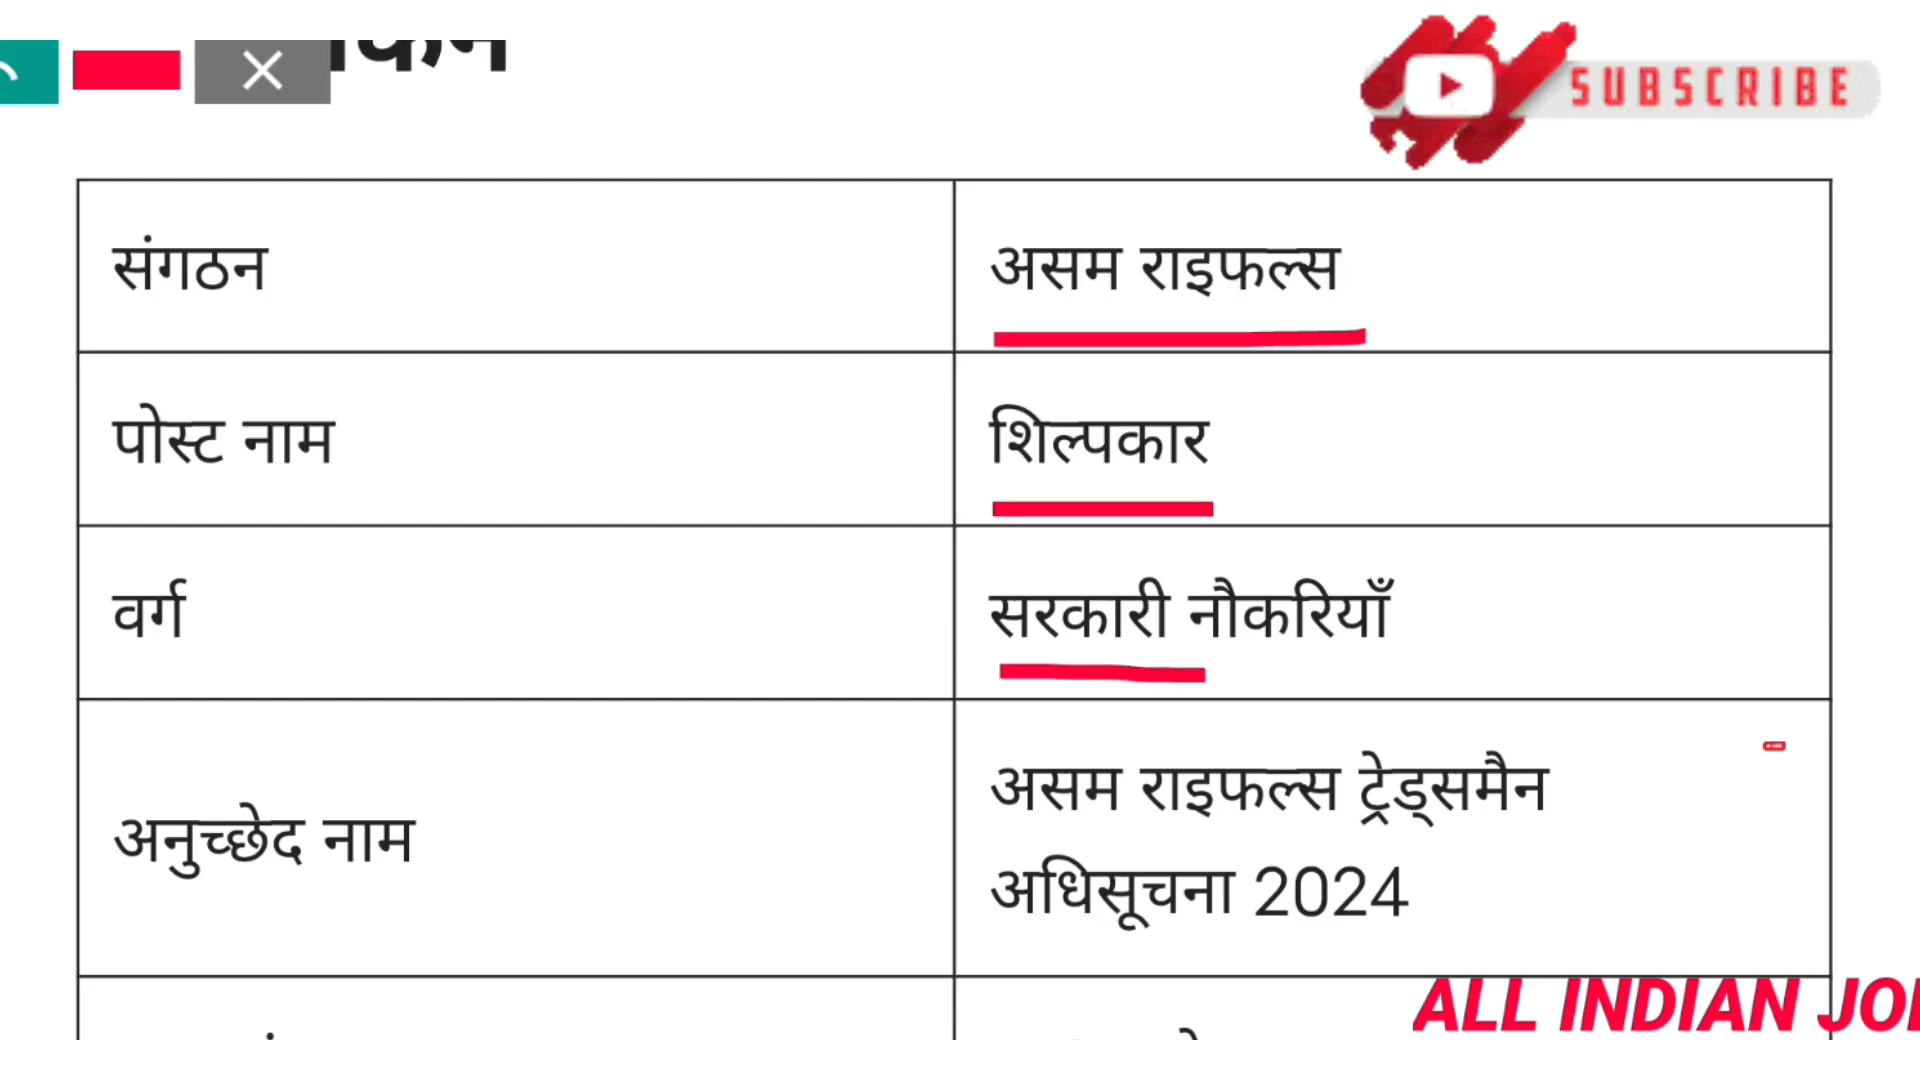 SUBSCRIBE
संगठन
असम राइफल्स
पोस्ट नाम
शिल्पकार
वर्ग
सरकारी नौकरियाँ
अनुच्छेद नाम
असम राइफल्स ट्रेड्समैन
अधिसूचना 2024
ALL INDIAN